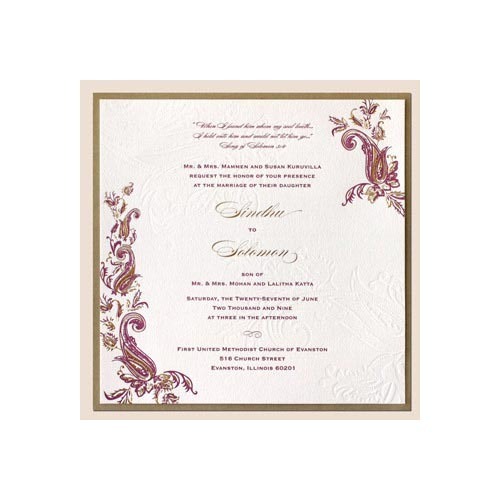 "When I found him whom my soul loveth...
I held onto him and would not let him go."
Song of Solomon 3:4
Mr. & Mrs. Mammen and Susan Kuruvilla
request the honor of your presence
at the marriage of their daughter
Sindhu
to
Solomon
son of
Mr. & Mrs. Mohan and Lalitha Katta
Saturday, the Twenty-Seventh of June
Two Thousand and Nine
at three in the afternoon
First United Methodist Church of Evanston
516 Church Street
Evanston, Illinois 60201